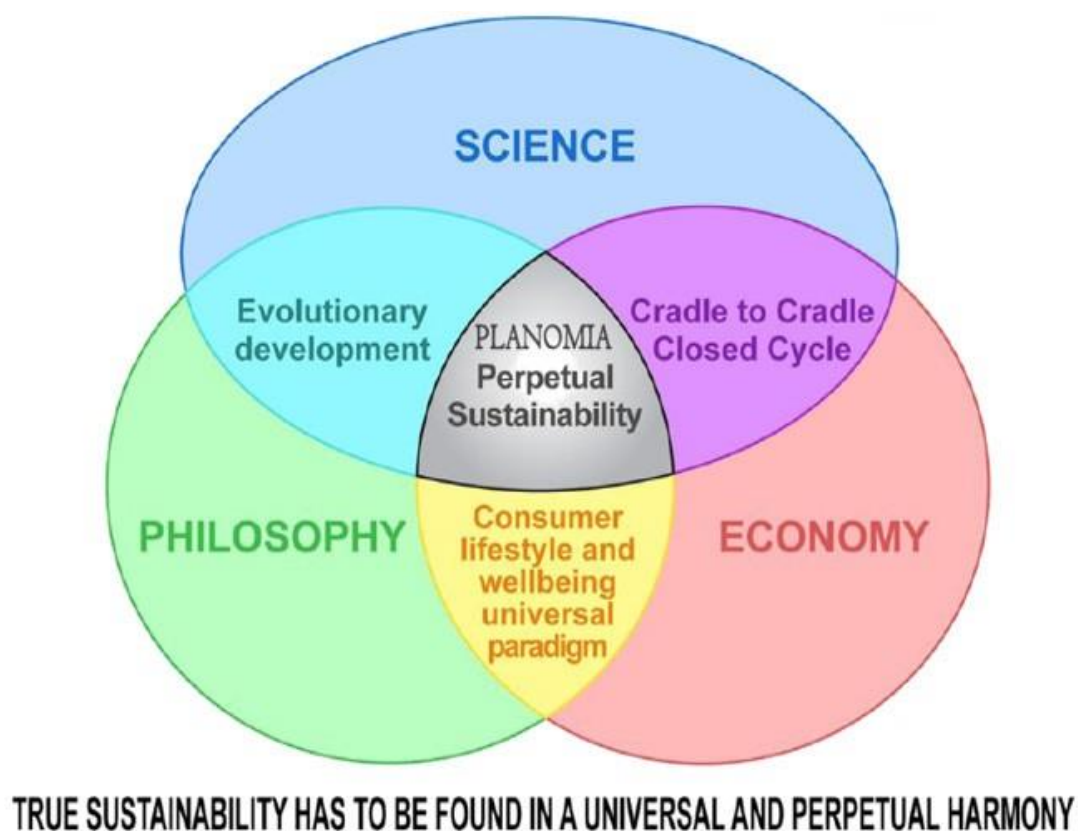 SCIENCE
Evolutionary
development
PLANOMIA
Perpetual
Sustainability
Cradle to Cradle
Closed Cycle
PHILOSOPHY
Consumer
lifestyle and
wellbeing
universal
paradigm
ECONOMY
TRUE SUSTAINABILITY HAS TO BE FOUND IN A UNIVERSAL AND PERPETUAL HARMONY